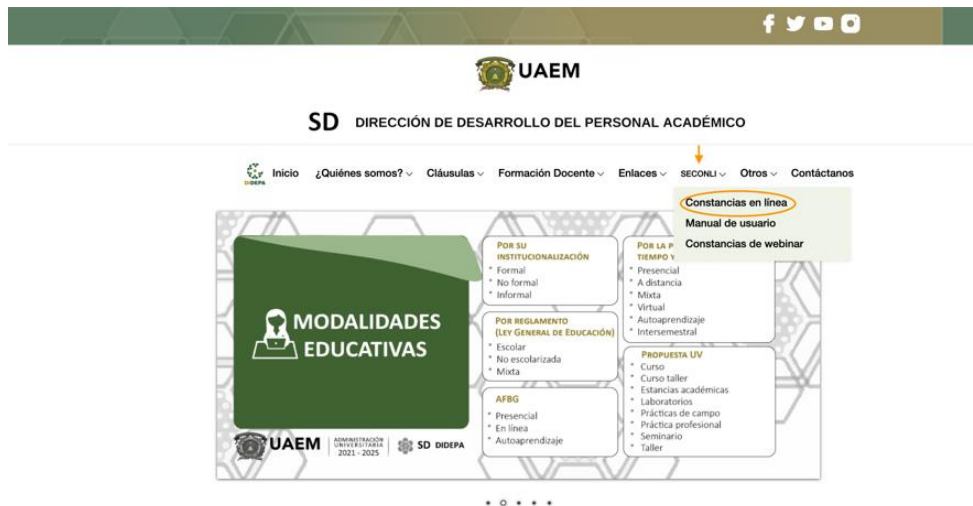 UAEM
SD DIRECCIÓN DE DESARROLLO DEL PERSONAL ACADÉMICO
DIDEPA
Inicio ¿Quiénes somos? Cláusulas Formación Docente Enlaces SECONLI Otros Contáctanos
Constancias en línea
Manual de usuario
Constancias de webinar
MODALIDADES
EDUCATIVAS
POR SU
INSTITUCIONALIZACIÓN
* Formal
* No formal
* Informal
POR REGLAMENTO
(LEY GENERAL DE EDUCACIÓN)
* Escolar
* No escolarizada
* Mixta
AFBG
* Presencial
* En línea
* Autoaprendizaje
POR LA P
TIEMPO Y
* Presencial
* A distancia
* Mixta
* Virtual
* Autoaprendizaje
* Intersemestral
PROPUESTA UV
* Curso
* Curso taller
* Estancias académicas
* Laboratorios
* Prácticas de campo
* Práctica profesional
* Seminario
* Taller
UAEM
ADMINISTRACIÓN
UNIVERSITARIA
2021 - 2025
SD DIDEPA